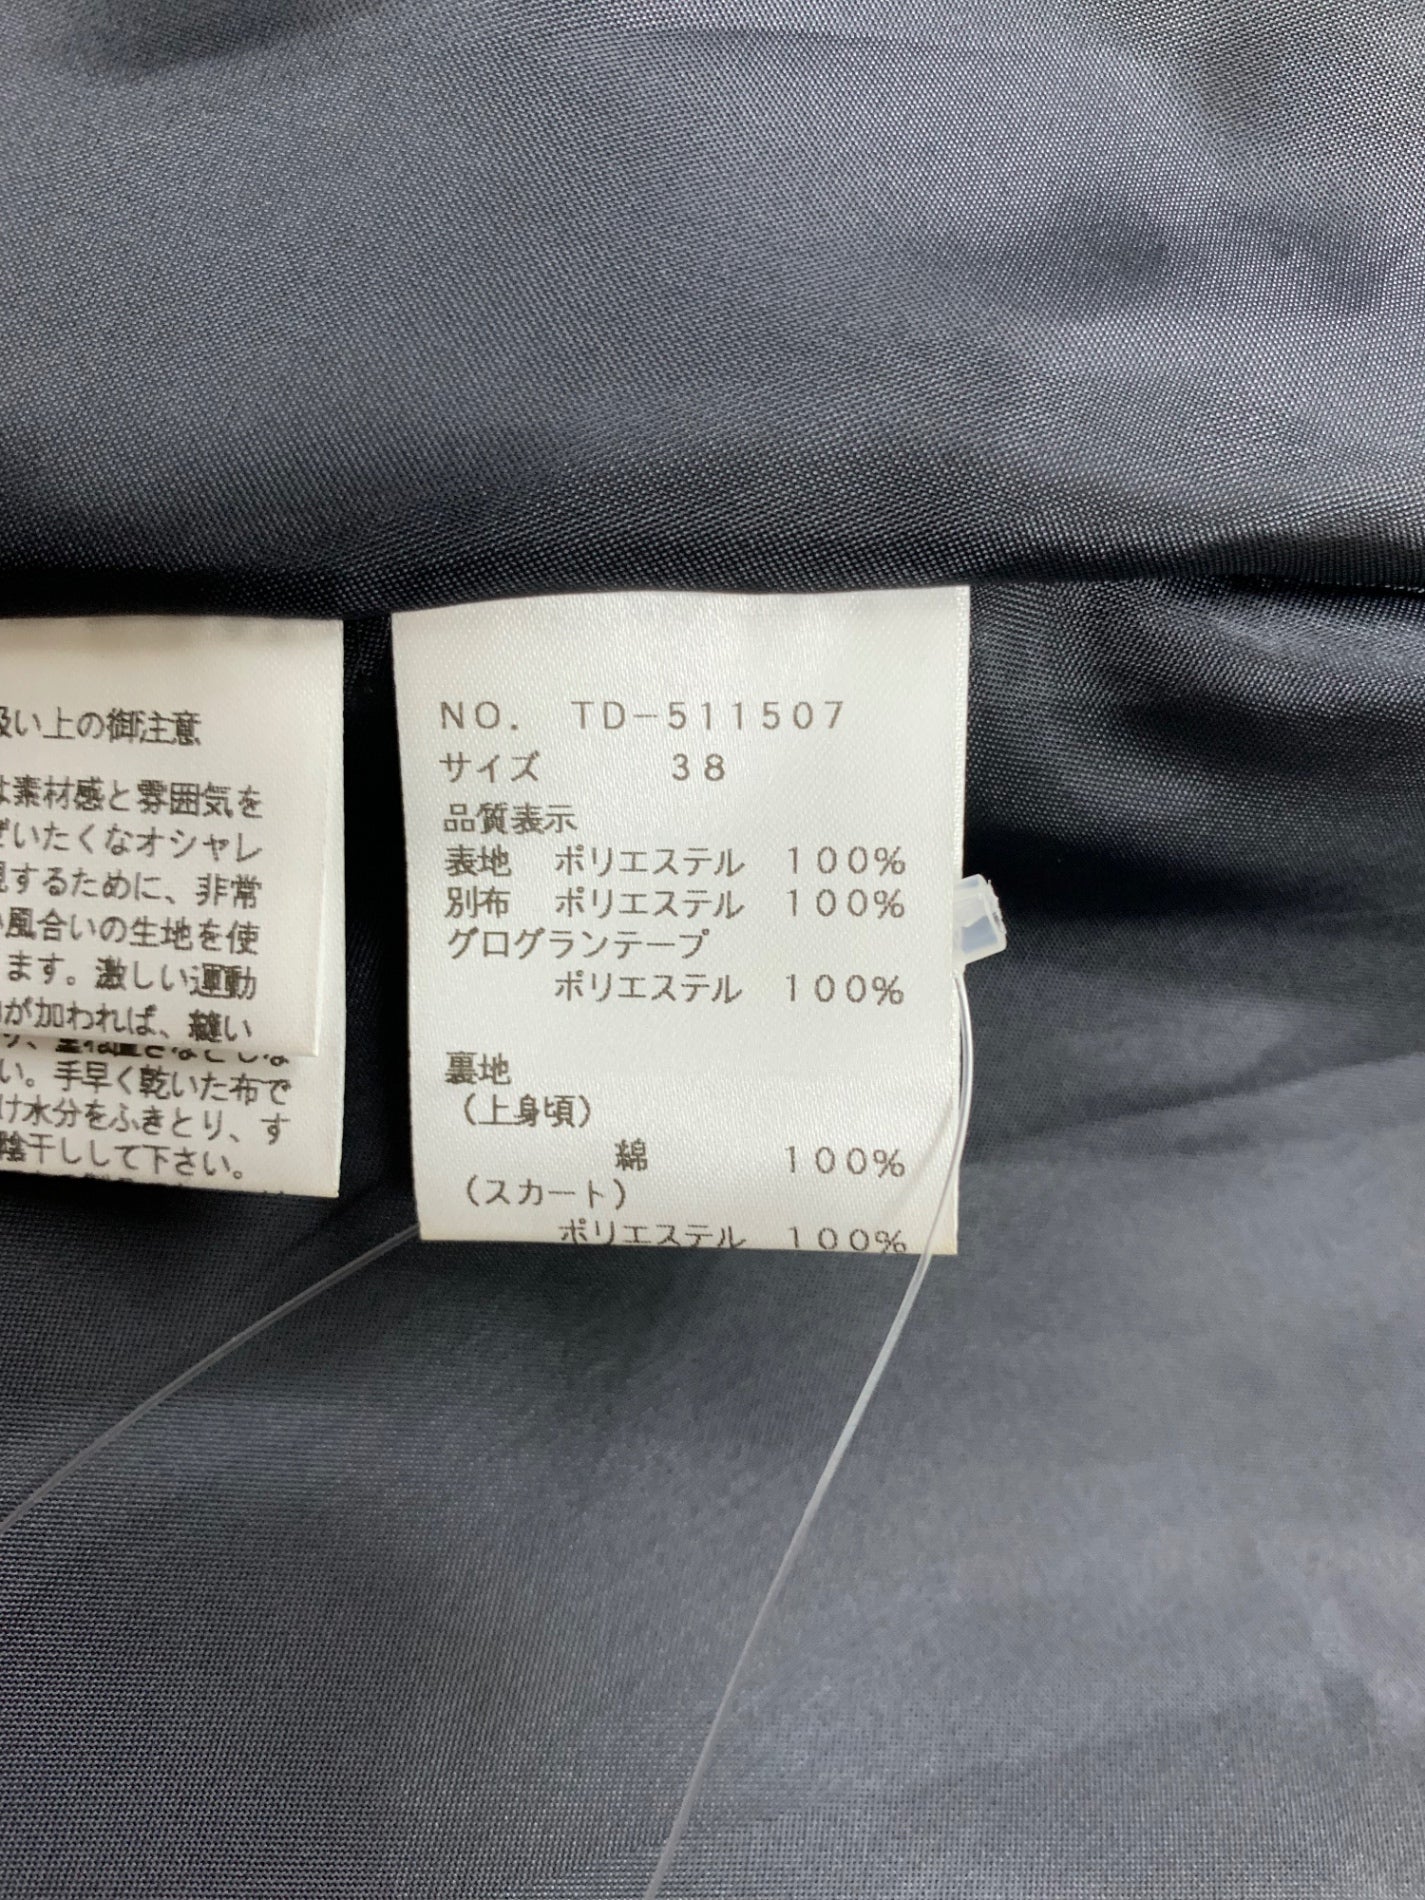 扱い上の御注意
は素材感と雰囲気を
ぜいたくなオシャレ
現するために、非常
い風合いの生地を使
ます。激しい運動
が加われば、縫い
い。手早く乾いた布で
け水分をふきとり、す
陰干しして下さい。
NO. TD-511507
サイズ 38
品質表示
表地 ポリエステル 100%
別布 ポリエステル 100%
グログランテープ
ポリエステル 100%
裏地
(上身頃)
綿 100%
(スカート)
ポリエステル 100%